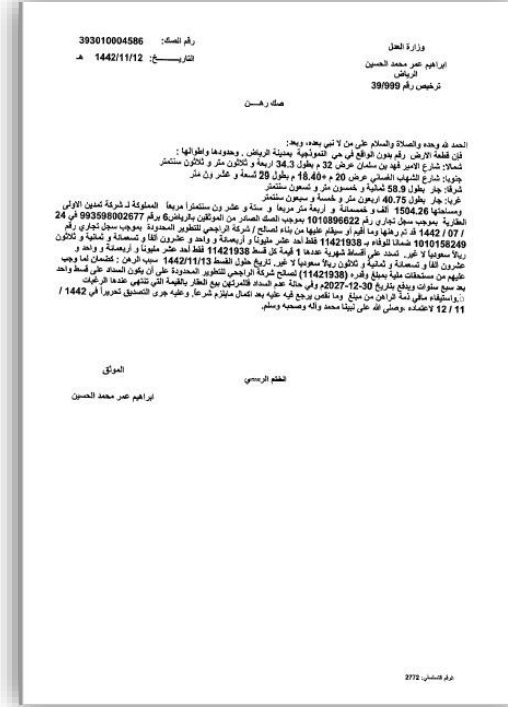 رقم الصك: 393010004586
التاريـــــخ: 1442/11/12 هـ
وزارة العدل
ابراهيم عمر محمد الحسين
الرياض
ترخيص رقم 39/999
صك رهـــن
الحمد لله وحده والصلاة والسلام على من لا نبي بعده، وبعد:
فإن قطعة الارض رقم بدون الواقع في حي النموذجية بمدينة الرياض . وحدودها واطوالها :
شمالا: شارع الامير فهد بن سلمان عرض 32 م بطول 34.3 اربعة و ثلاثون متر و ثلاثون سنتمتر
جنوبا: شارع الشهاب الغساني عرض 20 م +18.40 م بطول 29 تسعة و عشر ون متر
شرقا: جار بطول 58.9 ثمانية و خمسون متر و تسعون سنتمتر
غربا: جار بطول 40.75 اربعون متر و خمسة و سبعون سنتمتر
ومساحتها 1504.26 الف و خمسمائة و أربعة متر مربعا و ستة و عشر ون سنتمترا مربعا المملوكة لـ شركة تمدين الاولى
العقارية بموجب سجل تجاري رقم 1010896622 بموجب الصك الصادر من الموثقين بالرياض6 برقم 993598002677 في 24
/ 07 / 1442 قد تم رهنها وما أقيم أو سيقام عليها من بناء لصالح / شركة الراجحي للتطوير المحدودة بموجب سجل تجاري رقم
1010158249 ضمانا للوفاء بـ 11421938 فقط أحد عشر مليونا و أربعمائة و واحد و عشرون ألفا و تسعمائة و ثمانية و ثلاثون
ريالا سعوديا لا غير. تسدد على أقساط شهرية عددها 1 قيمة كل قسط 11421938 فقط أحد عشر مليونا و أربعمائة و واحد و
عشرون ألفا و تسعمائة و ثمانية و ثلاثون ريالا سعوديا لا غير. تاريخ حلول القسط 1442/11/13 سبب الرهن : كضمان لما وجب
عليهم من مستحقات مالية بمبلغ وقدره (11421938) لصالح شركة الراجحي للتطوير المحدودة على أن يكون السداد على قسط واحد
بعد سبع سنوات ويدفع بتاريخ 30-12-2027م وفي حالة عدم السداد فللمرتهن بيع العقار بالقيمة التي تنتهي عندها الرغبات
واستيفاء مافي ذمة الراهن من مبلغ وما نقص يرجع فيه عليه بعد اكمال مايلزم شرعاً, وعليه جرى التصديق تحريراً في 1442 /
11 / 12 لاعتماده ،وصلى الله على نبينا محمد وآله وصحبه وسلم.
الموثق
الختم الرسمي
ابراهيم عمر محمد الحسين
الرقم التسلسلي: 2772